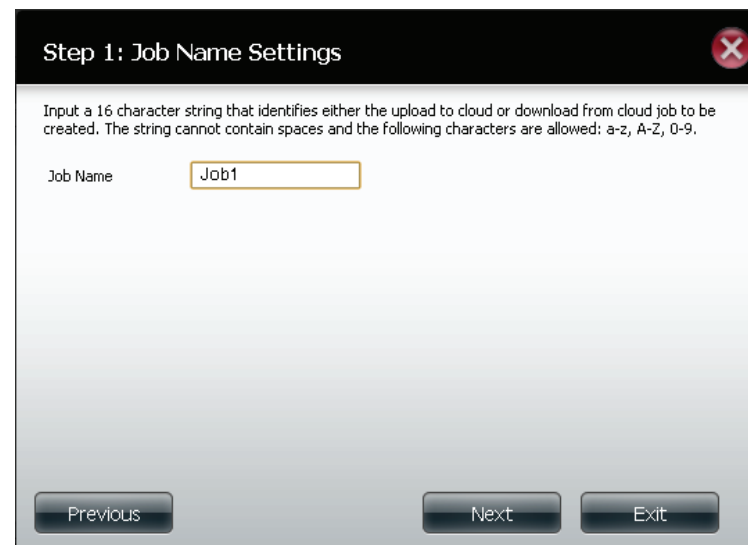 Step 1: Job Name Settings
Input a 16 character string that identifies either the upload to cloud or download from cloud job to be
created. The string cannot contain spaces and the following characters are allowed: a-z, A-Z, 0-9.
Job Name Job1
Previous Next Exit